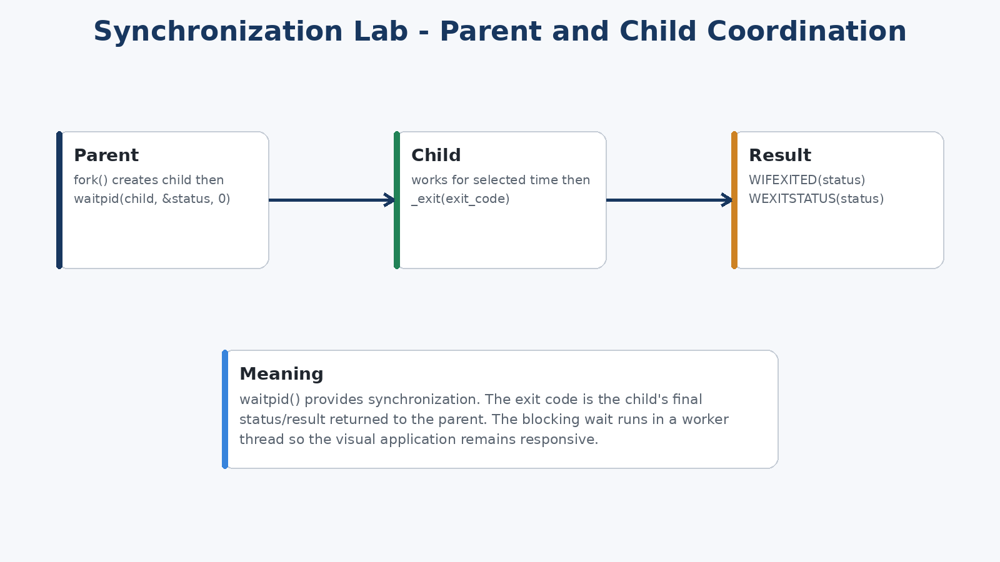 Synchronization Lab - Parent and Child Coordination
Parent
fork() creates child then
waitpid(child, &status, 0)
Child
works for selected time then
_exit(exit_code)
Result
WIFEXITED(status)
WEXITSTATUS(status)
Meaning
waitpid() provides synchronization. The exit code is the child's final
status/result returned to the parent. The blocking wait runs in a worker
thread so the visual application remains responsive.